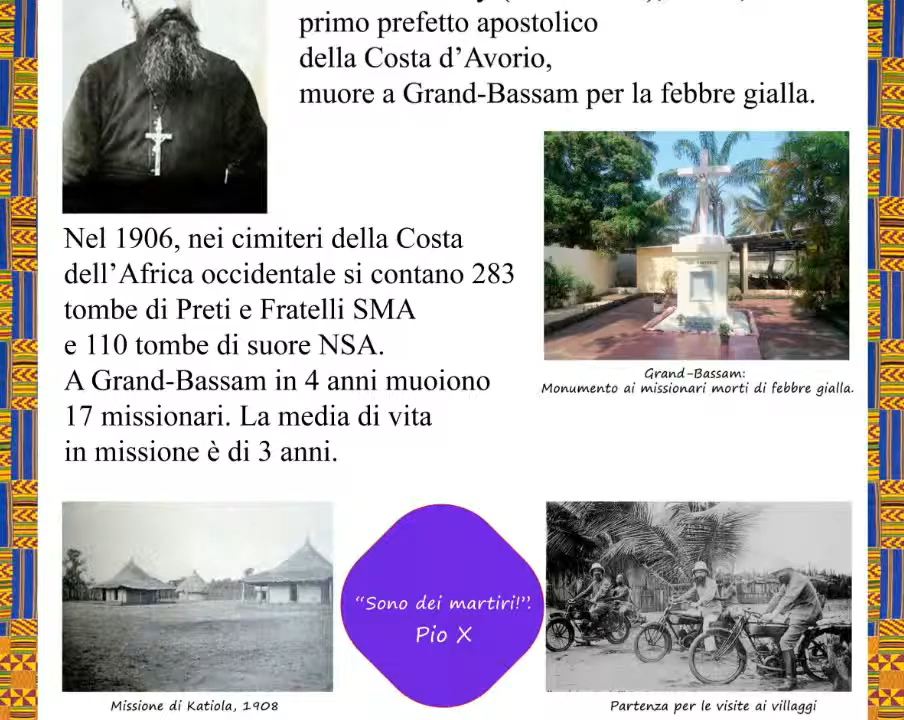 primo prefetto apostolico
della Costa d'Avorio,
muore a Grand-Bassam per la febbre gialla.
Nel 1906, nei cimiteri della Costa
dell'Africa occidentale si contano 283
tombe di Preti e Fratelli SMA
e 110 tombe di suore NSA.
A Grand-Bassam in 4 anni muoiono
17 missionari. La media di vita
in missione è di 3 anni.
Grand-Bassam:
Monumento ai missionari morti di febbre gialla.
"Sono dei martiri!":
Pio X
Missione di Katiola, 1908
Partenza per le visite ai villaggi